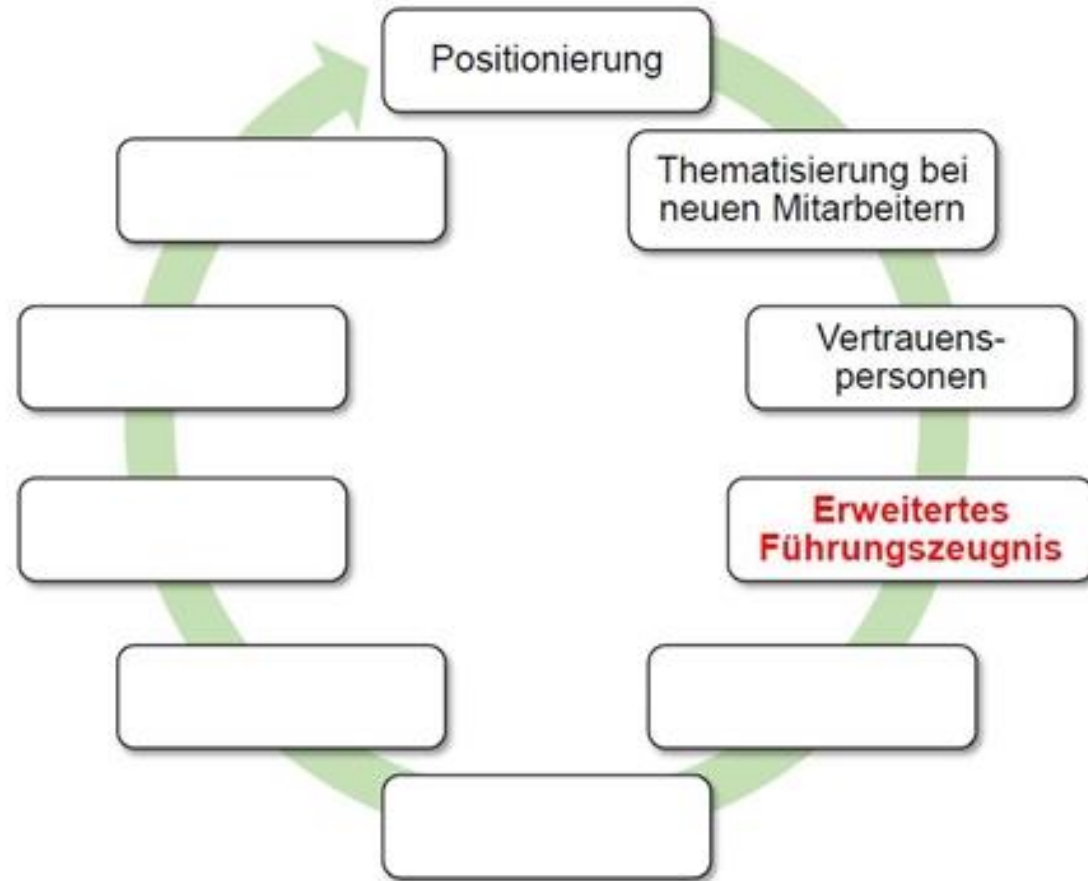 Positionierung
Thematisierung bei
neuen Mitarbeitern
Vertrauens-
personen
Erweitertes
Führungszeugnis